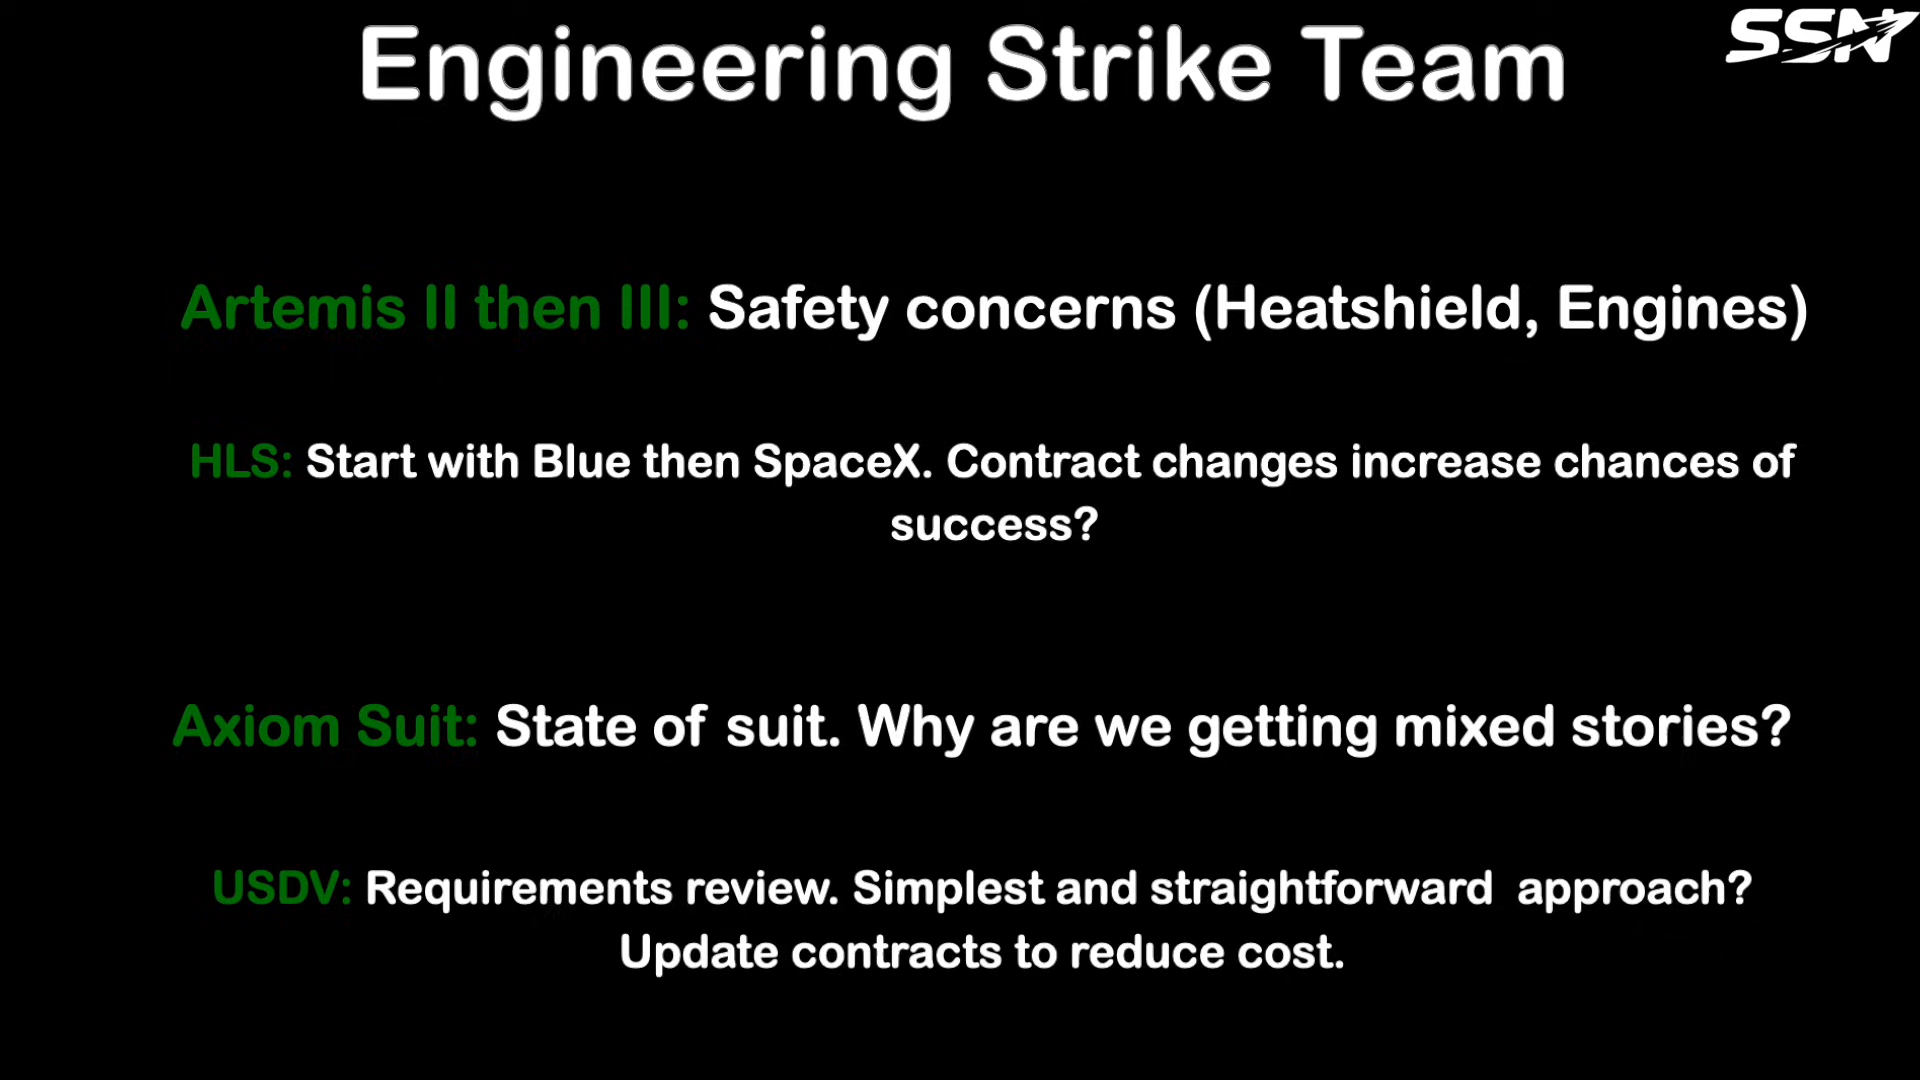 Engineering Strike Team
SSN
Artemis II then III: Safety concerns (Heatshield, Engines)
HLS: Start with Blue then SpaceX. Contract changes increase chances of
success?
Axiom Suit: State of suit. Why are we getting mixed stories?
USDV: Requirements review. Simplest and straightforward  approach?
Update contracts to reduce cost.